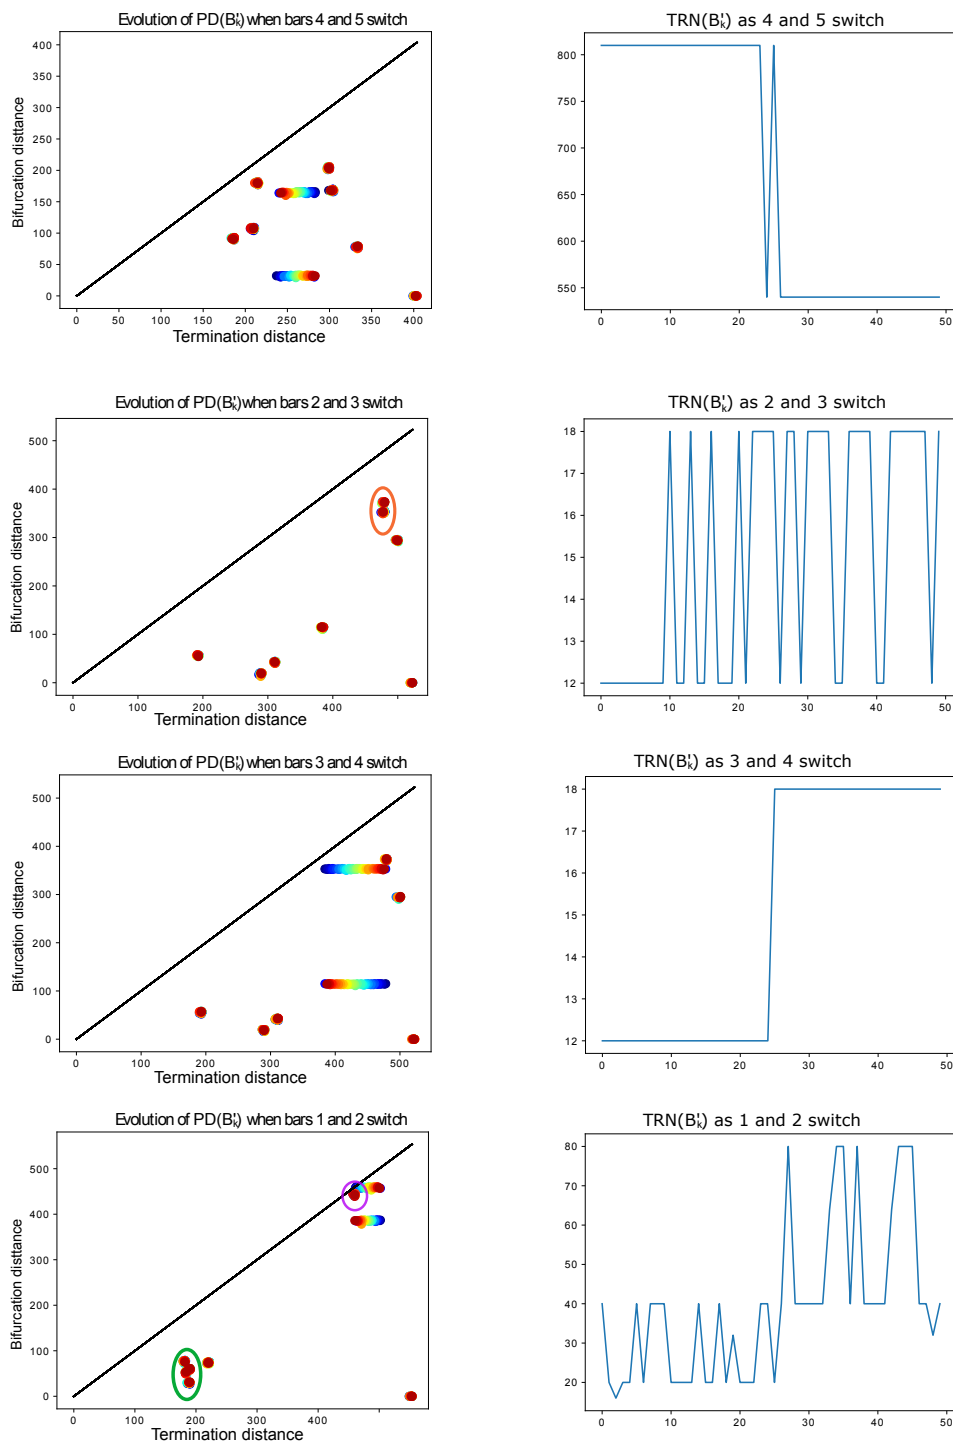 Evolution of PD(B'k) when bars 4 and 5 switch
400
350
300
250
200
150
100
50
0
Bifurcation disttance
0 50 100 150 200 250 300 350 400
Termination distance
TRN(B'k) as 4 and 5 switch
800
750
700
650
600
550
0 10 20 30 40 50
Evolution of PD(B'k) when bars 2 and 3 switch
500
400
300
200
100
0
Bifurcation disttance
0 100 200 300 400
Termination distance
TRN(B'k) as 2 and 3 switch
18
17
16
15
14
13
12
0 10 20 30 40 50
Evolution of PD(B'k) when bars 3 and 4 switch
500
400
300
200
100
0
Bifurcation disttance
0 100 200 300 400 500
Termination distance
TRN(B'k) as 3 and 4 switch
18
17
16
15
14
13
12
0 10 20 30 40 50
Evolution of PD(B'k) when bars 1 and 2 switch
500
400
300
200
100
0
Bifurcation disttance
0 100 200 300 400
Termination distance
TRN(B'k) as 1 and 2 switch
80
70
60
50
40
30
20
0 10 20 30 40 50